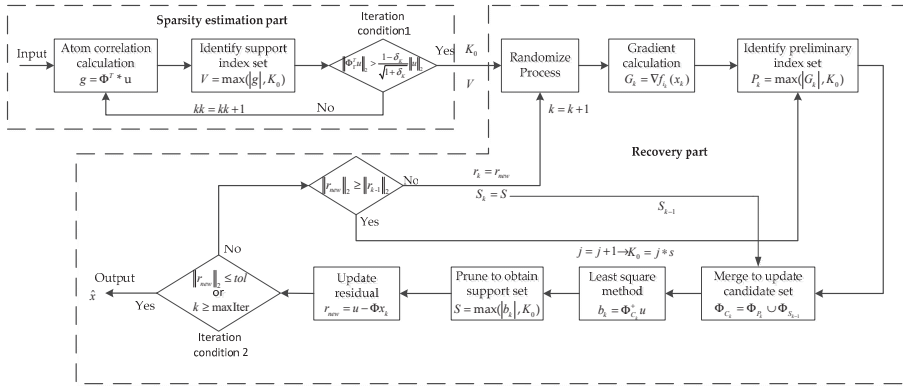 Sparsity estimation part
Input
Atom correlation
calculation
g = Φ^T * u
Identify support
index set
V = max(|g|, K_0)
Iteration
condition1
‖Φ_V^T u‖_2 > (1-δ_K)/√(1+δ_K) ‖u‖_2
Yes
K_0
V
No
kk = kk+1
Randomize
Process
k = k+1
Gradient
calculation
G_k = ∇f_{i_k}(x_k)
Identify preliminary
index set
P_k = max(|G_k|, K_0)
Recovery part
‖r_new‖_2 ≥ ‖r_{k-1}‖_2
No
r_k = r_new
S_k = S
S_{k-1}
Yes
j = j+1→K_0 = j*s
No
Output
x̂
Yes
‖r_new‖_2 ≤ tol
or
k ≥ maxIter
Iteration
condition 2
Update
residual
r_new = u − Φx_k
Prune to obtain
support set
S = max(|b_k|, K_0)
Least square
method
b_k = Φ_{C_k}^+ u
Merge to update
candidate set
Φ_{C_k} = Φ_{P_k} ∪ Φ_{S_{k-1}}